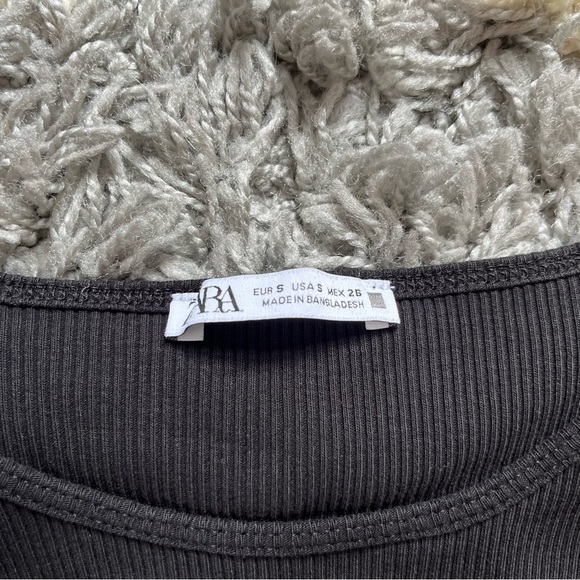 ZARA
EUR S USA S MEX 26
MADE IN BANGLADESH